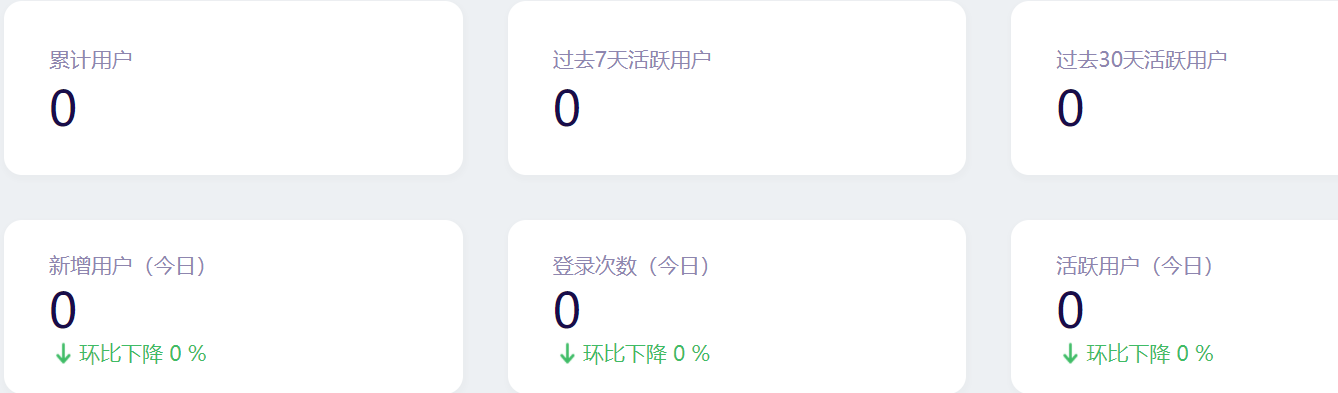 累计用户
0
过去7天活跃用户
0
过去30天活跃用户
0
新增用户（今日）
0
环比下降 0 %
登录次数（今日）
0
环比下降 0 %
活跃用户（今日）
0
环比下降 0 %